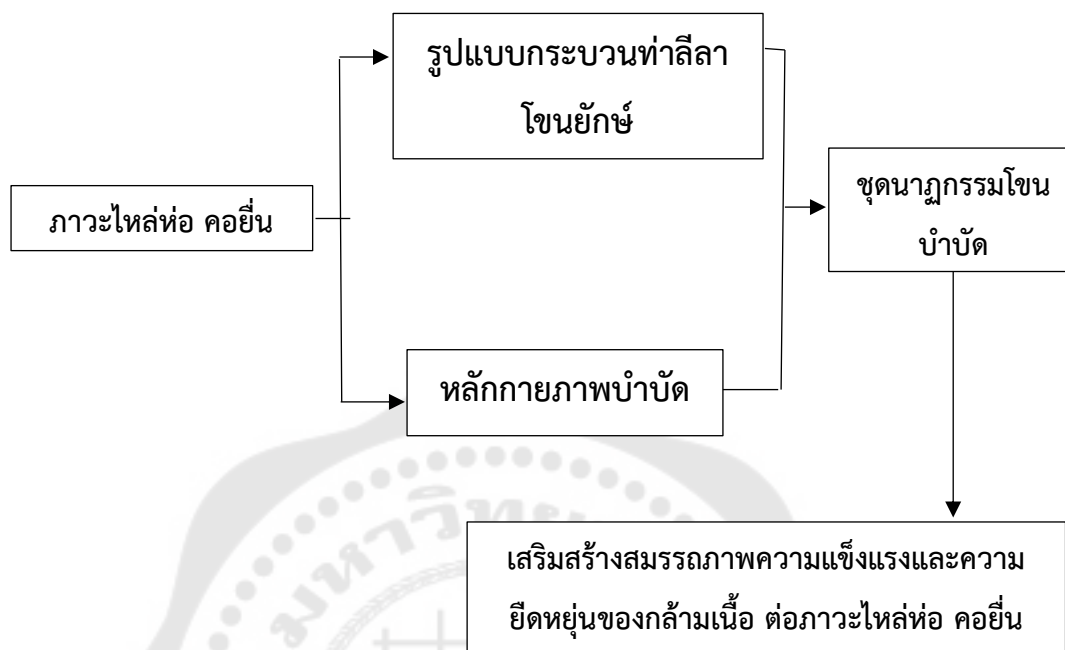 รูปแบบกระบวนท่าลีลา
โขนยักษ์
ภาวะไหล่ห่อ คอยื่น
ชุดนาฏกรรมโขน
บำบัด
หลักกายภาพบำบัด
มหาวิทย
เสริมสร้างสมรรถภาพความแข็งแรงและความ
ยืดหยุ่นของกล้ามเนื้อ ต่อภาวะไหล่ห่อ คอยื่น